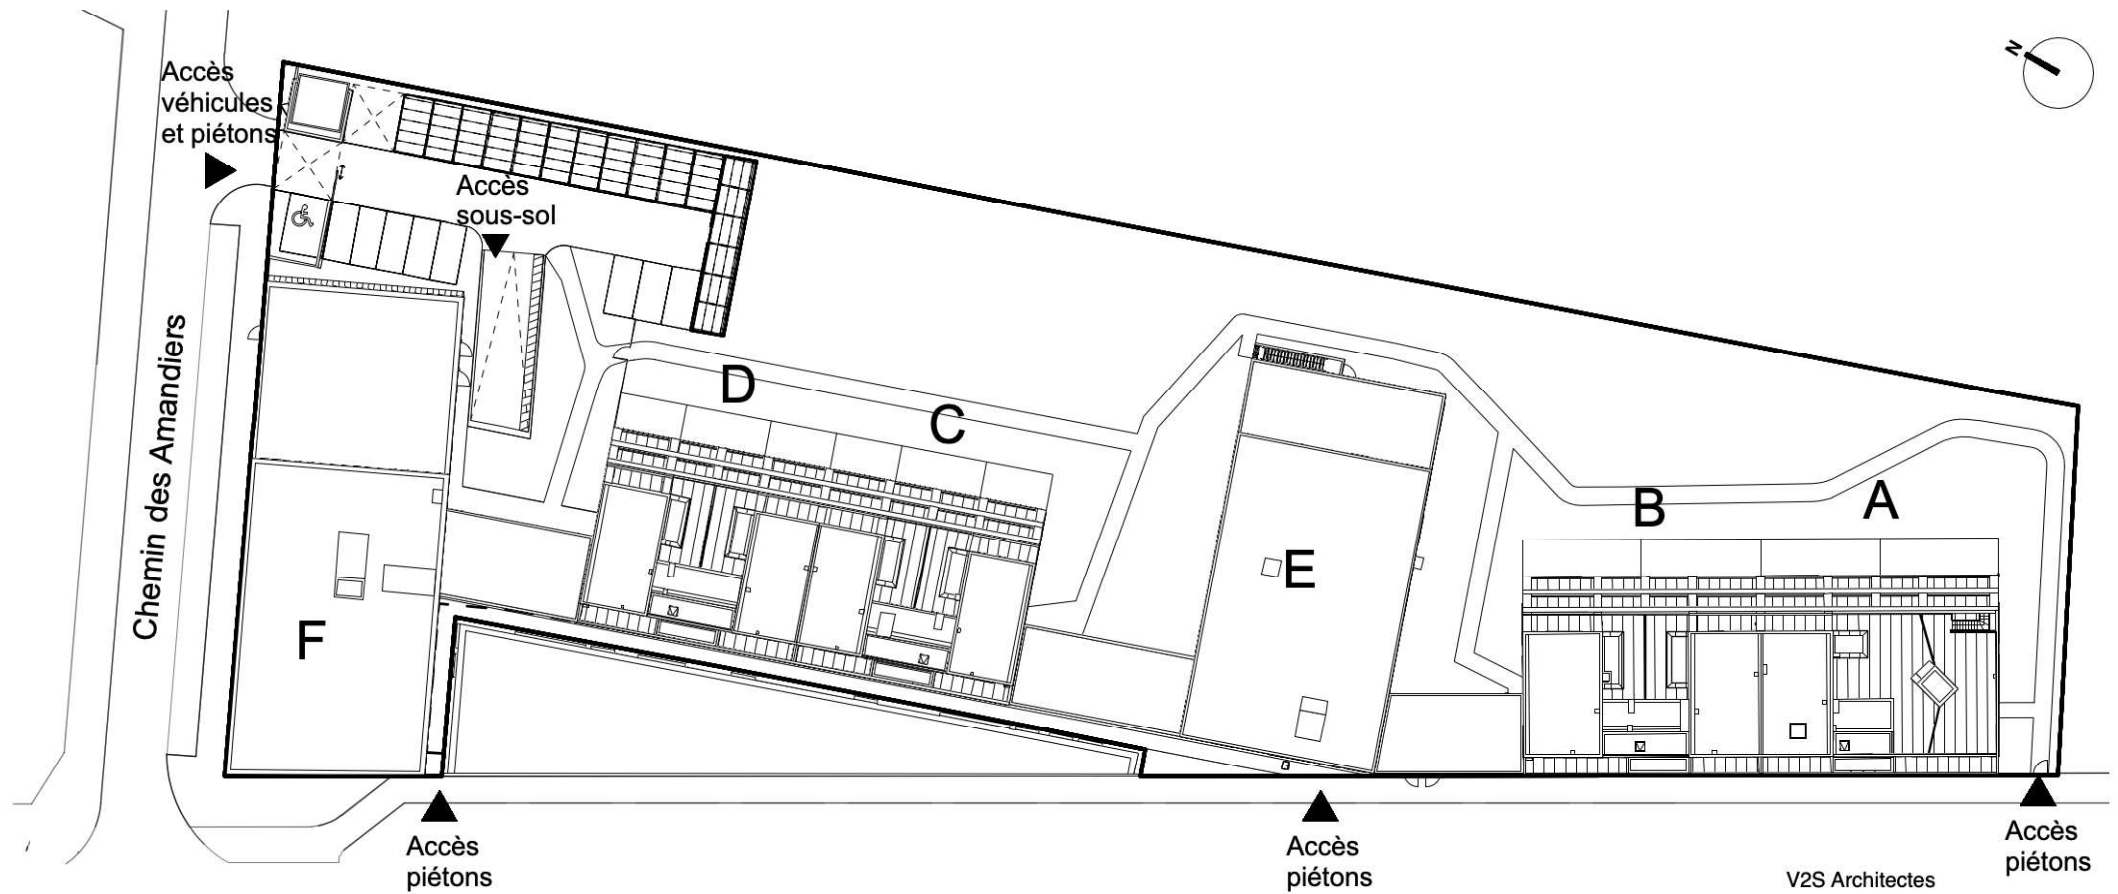 N
Accès
véhicules
et piétons
Accès
sous-sol
Chemin des Amandiers
D
C
B
A
E
F
Accès
piétons
Accès
piétons
Accès
piétons
V2S Architectes